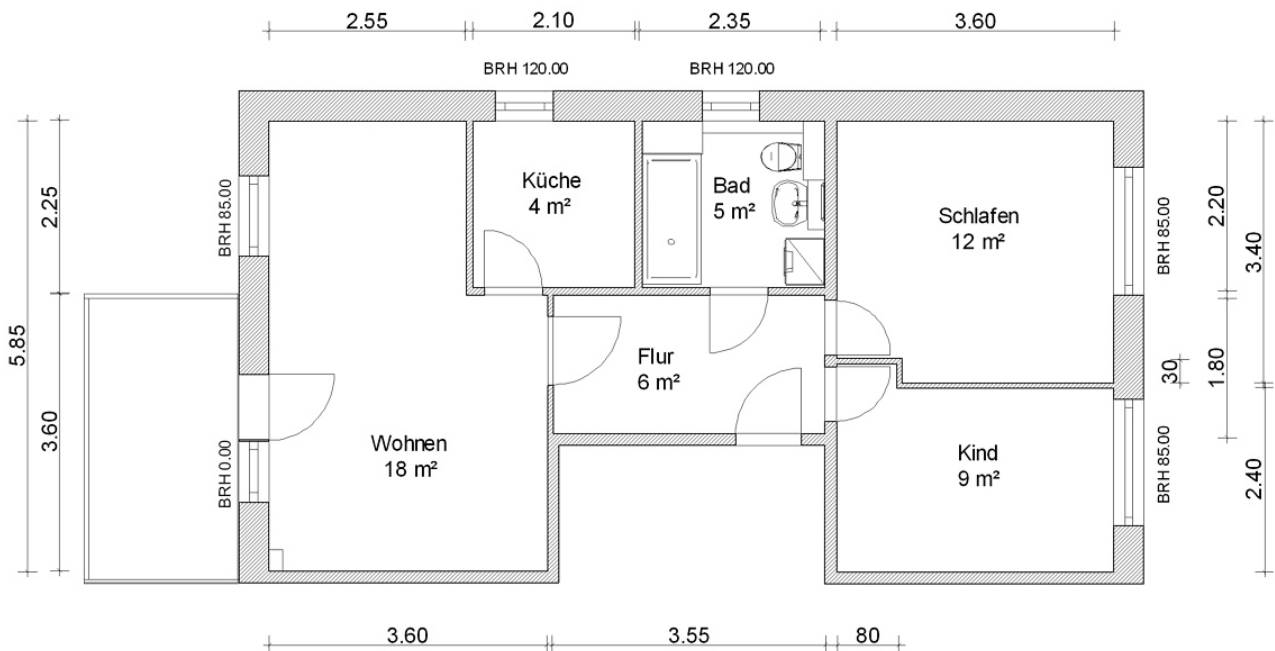 2.55
2.10
2.35
3.60
BRH 120.00
BRH 120.00
2.25
5.85
3.60
BRH 85.00
BRH 0.00
Küche
4 m²
Bad
5 m²
Schlafen
12 m²
Flur
6 m²
Wohnen
18 m²
Kind
9 m²
BRH 85.00
BRH 85.00
2.20
3.40
30
1.80
2.40
3.60
3.55
80